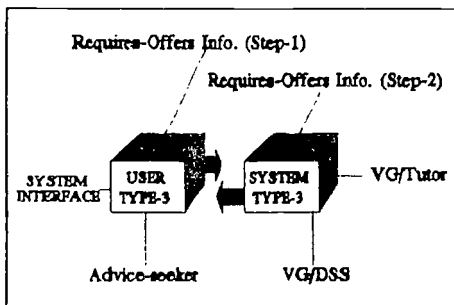 Requires-Offers Info. (Step-1)
Requires-Offers Info. (Step-2)
SYSTEM
INTERFACE
USER
TYPE-3
SYSTEM
TYPE-3
VG/Tutor
Advice-seeker
VG/DSS